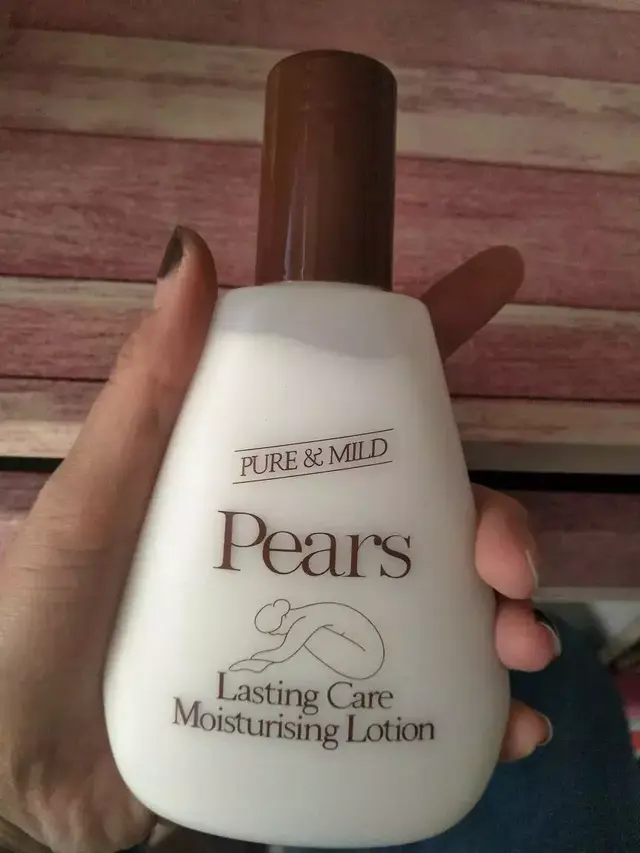 PURE & MILD
Pears
Lasting Care
Moisturising Lotion